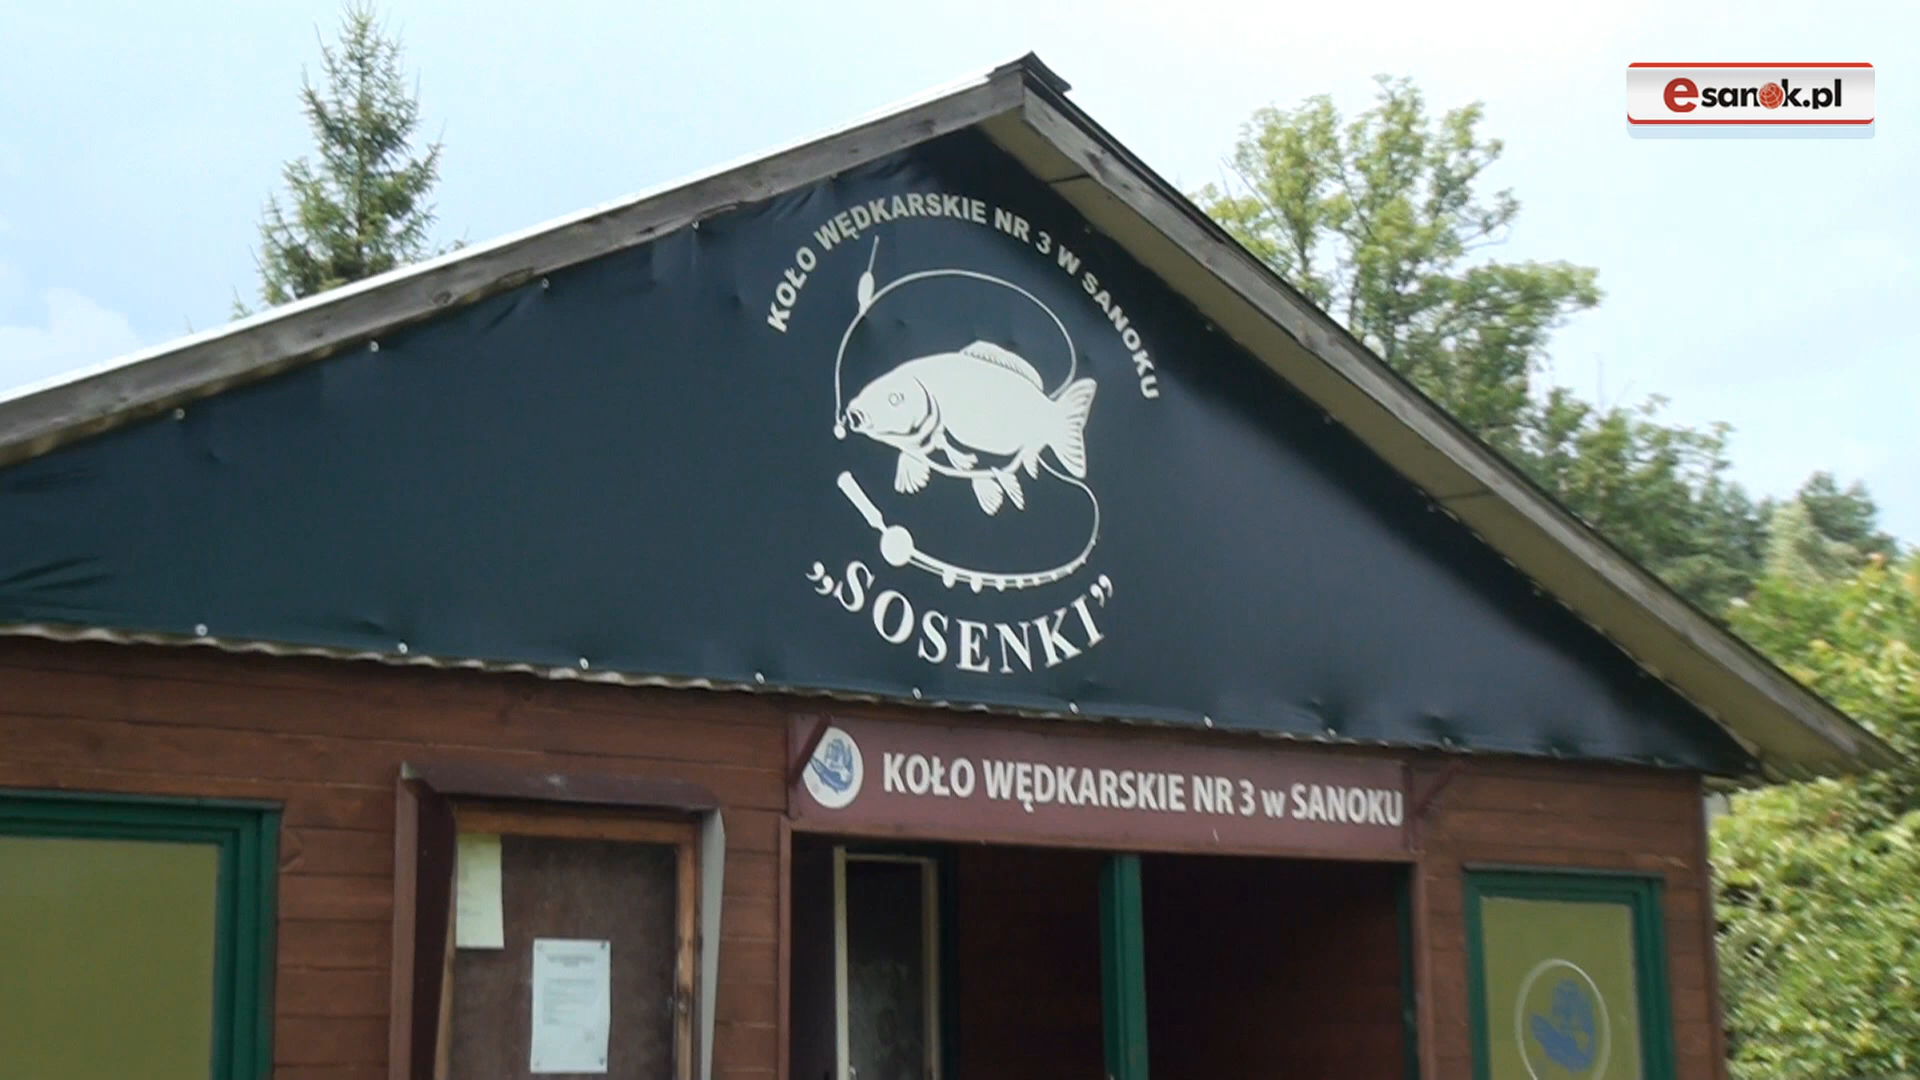 esanok.pl
KOŁO WĘDKARSKIE NR 3 W SANOKU
„SOSENKI”
KOŁO WĘDKARSKIE NR 3 w SANOKU